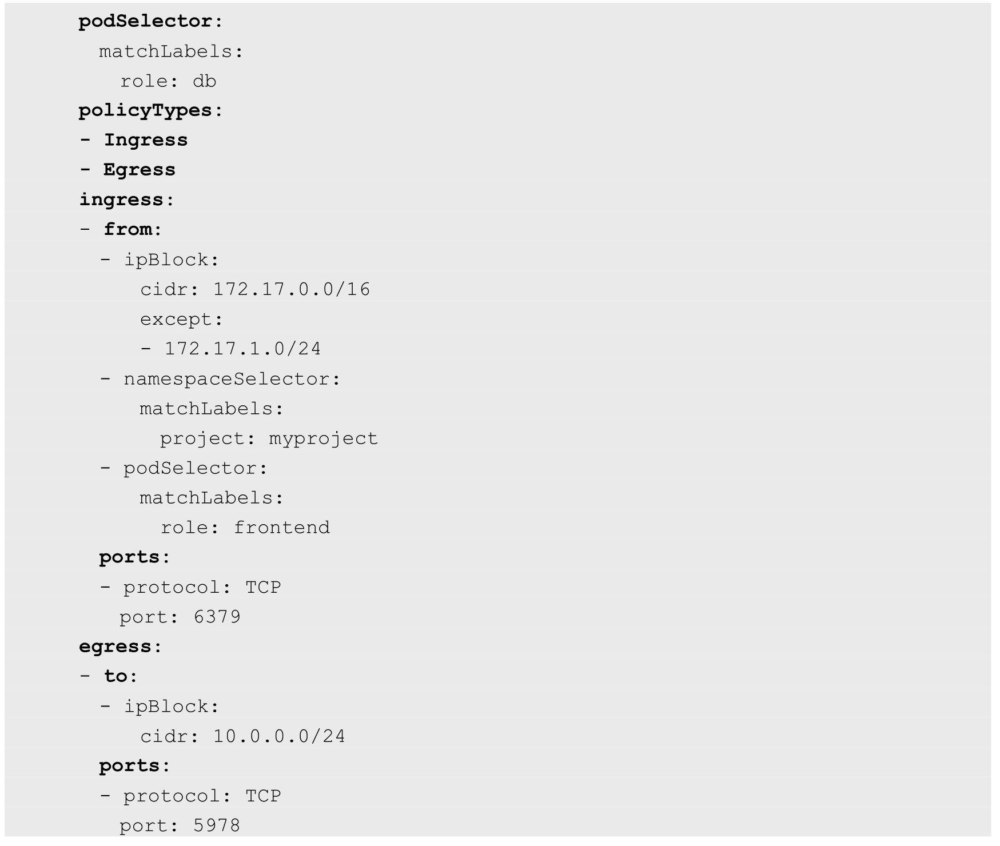 podSelector:
matchLabels:
role: db
policyTypes:
- Ingress
- Egress
ingress:
- from:
- ipBlock:
cidr: 172.17.0.0/16
except:
- 172.17.1.0/24
- namespaceSelector:
matchLabels:
project: myproject
- podSelector:
matchLabels:
role: frontend
ports:
- protocol: TCP
port: 6379
egress:
- to:
- ipBlock:
cidr: 10.0.0.0/24
ports:
- protocol: TCP
port: 5978